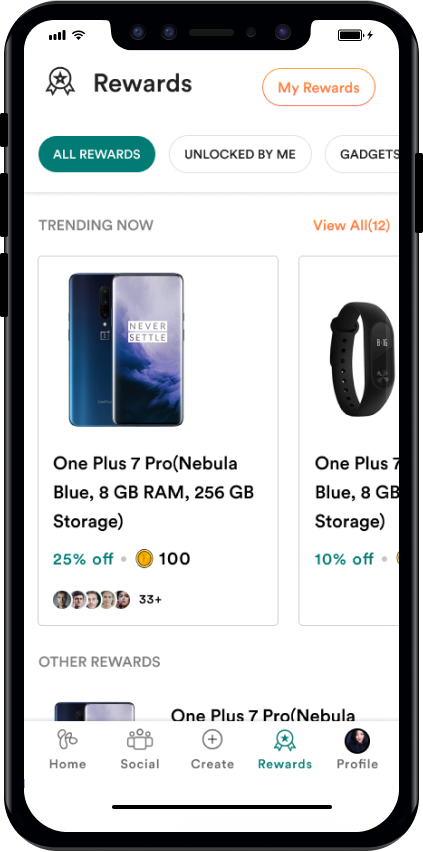 Rewards
My Rewards
ALL REWARDS
UNLOCKED BY ME
GADGETS
TRENDING NOW
View All(12)
NEVER
SETTLE
One Plus 7 Pro(Nebula
Blue, 8 GB RAM, 256 GB
Storage)
25% off • 100
33+
One Plus 7
Blue, 8 GB
Storage)
10% off •
OTHER REWARDS
One Plus 7 Pro(Nebula
Home
Social
Create
Rewards
Profile